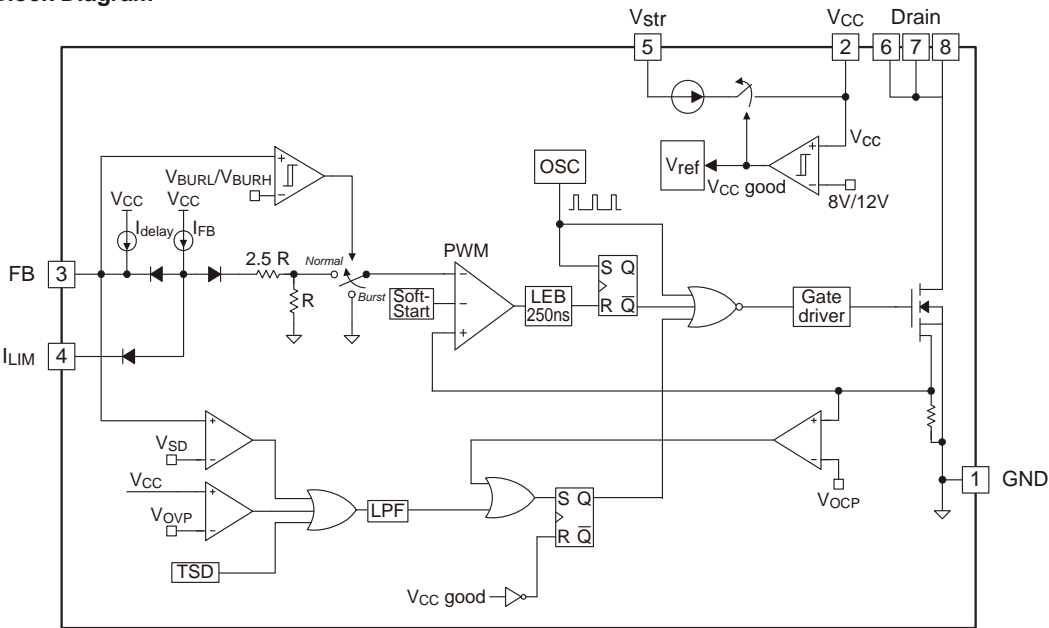 Vstr
VCC
Drain
5
2
6
7
8
VCC
Vref
VCC good
8V/12V
OSC
VBURL/VBURH
VCC
VCC
Idelay
IFB
FB
3
2.5 R
R
Normal
Burst
Soft-
Start
PWM
LEB
250ns
S Q
R Q̅
Gate
driver
ILIM
4
VSD
VCC
VOVP
TSD
LPF
S Q
R Q̅
VCC good
VOCP
1
GND